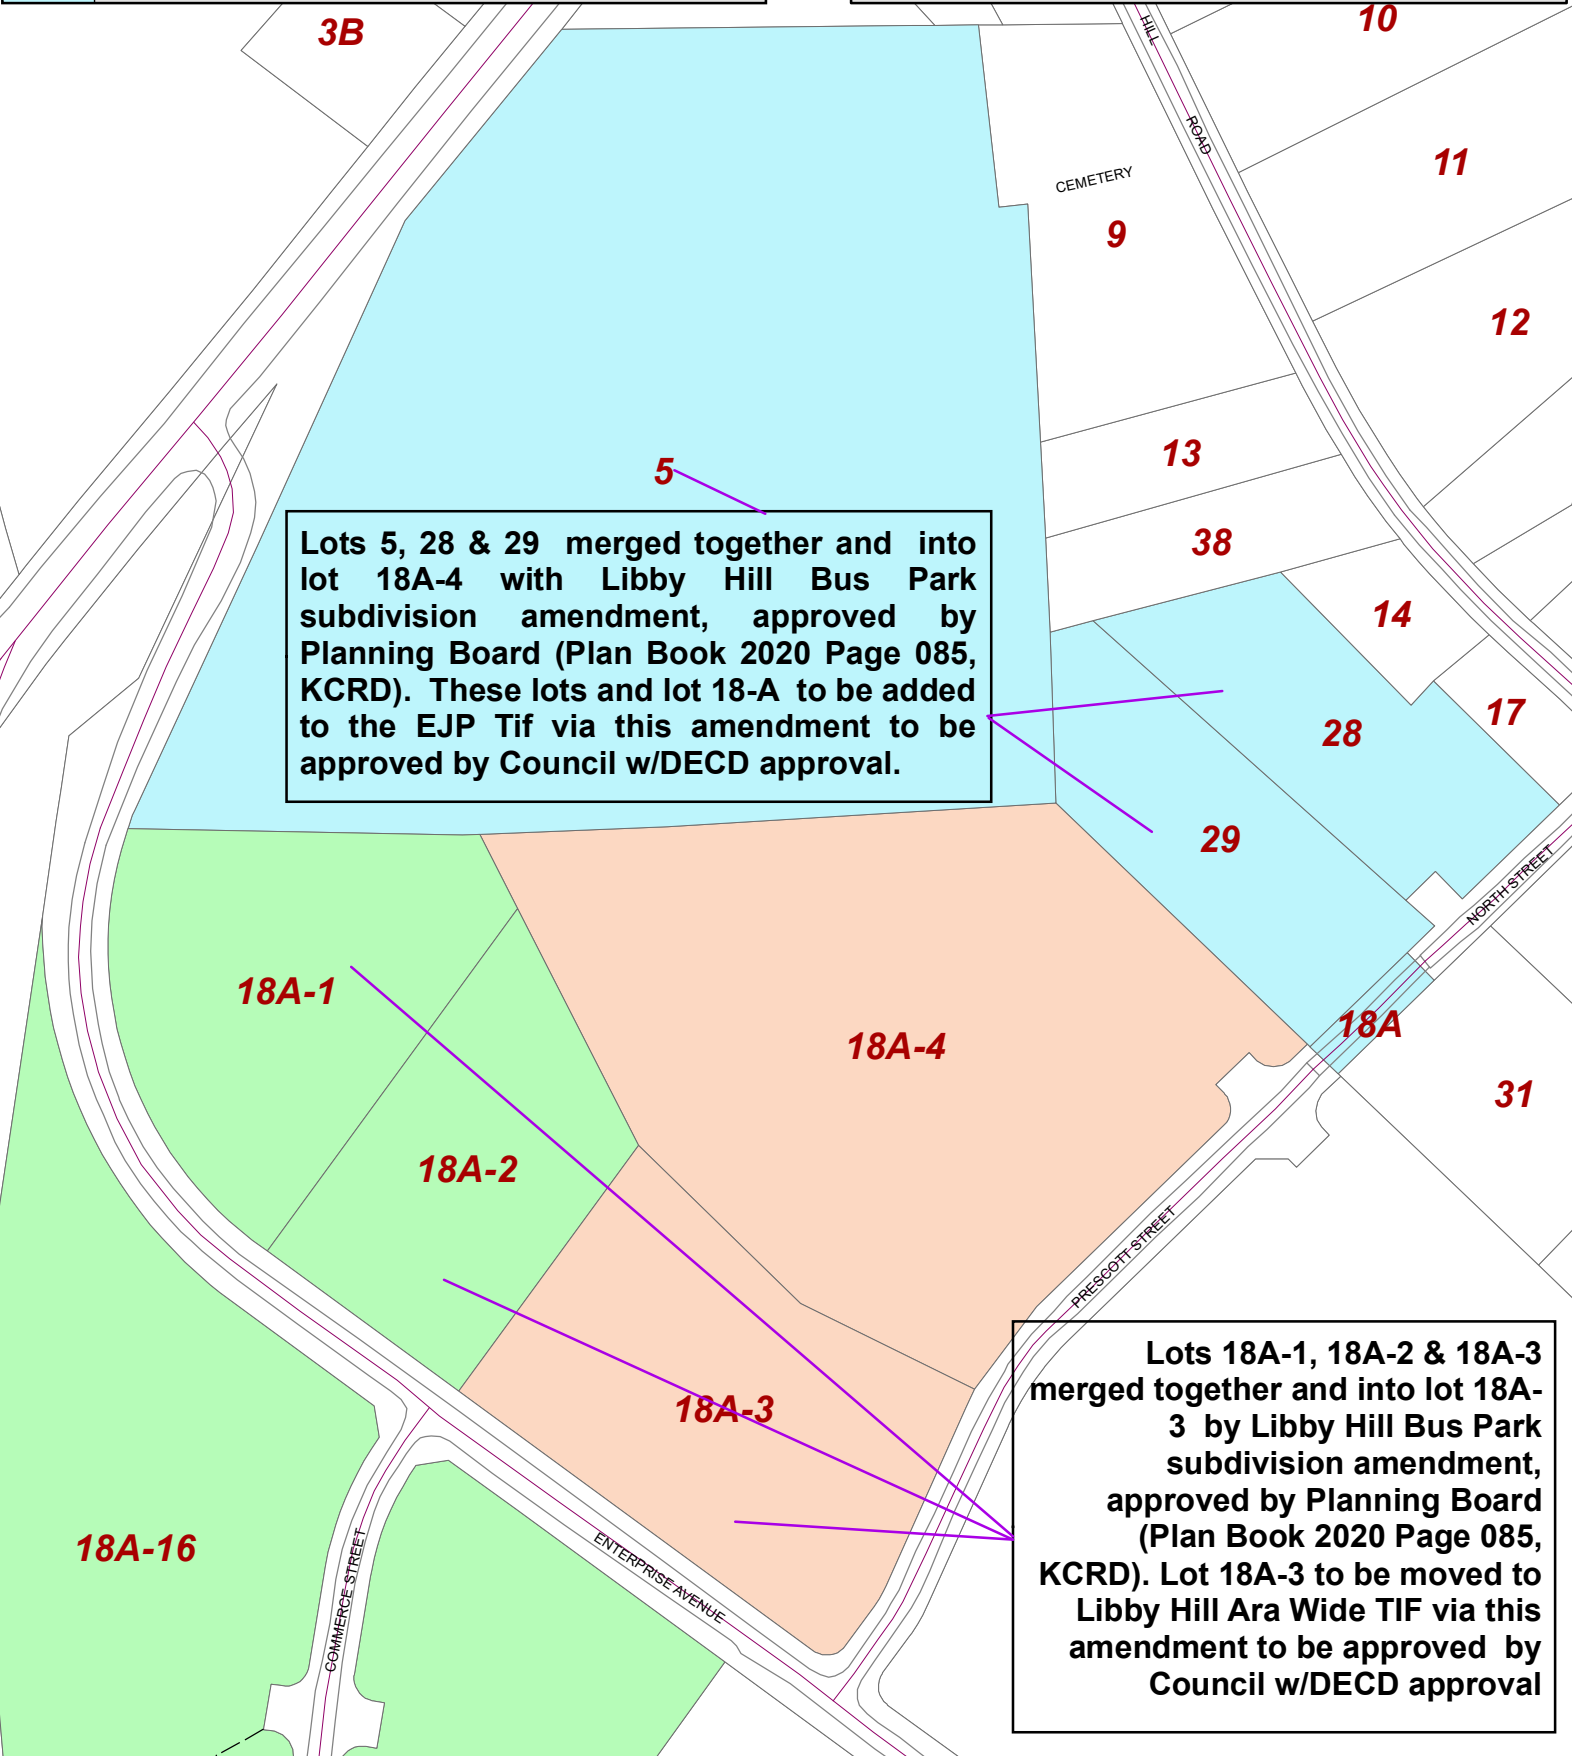 3B
10
HILL
ROAD
11
CEMETERY
9
12
13
5
38
Lots 5, 28 & 29 merged together and into
lot 18A-4 with Libby Hill Bus Park
subdivision amendment, approved by
Planning Board (Plan Book 2020 Page 085,
KCRD). These lots and lot 18-A to be added
to the EJP Tif via this amendment to be
approved by Council w/DECD approval.
14
17
28
29
NORTH STREET
18A-1
18A-4
18A
31
18A-2
PRESCOTT STREET
18A-3
Lots 18A-1, 18A-2 & 18A-3
merged together and into lot 18A-
3 by Libby Hill Bus Park
subdivision amendment,
approved by Planning Board
(Plan Book 2020 Page 085,
KCRD). Lot 18A-3 to be moved to
Libby Hill Ara Wide TIF via this
amendment to be approved by
Council w/DECD approval
18A-16
COMMERCE STREET
ENTERPRISE AVENUE